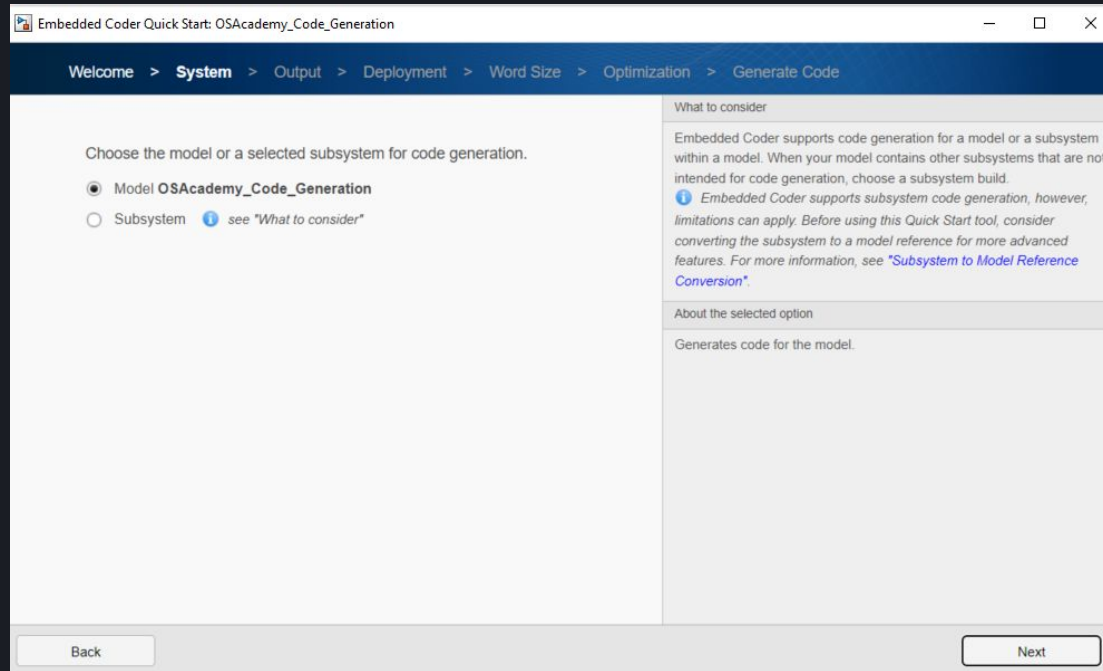 Embedded Coder Quick Start: OSAcademy_Code_Generation
Welcome > System > Output > Deployment > Word Size > Optimization > Generate Code
Choose the model or a selected subsystem for code generation.
Model OSAcademy_Code_Generation
Subsystem see "What to consider"
What to consider
Embedded Coder supports code generation for a model or a subsystem
within a model. When your model contains other subsystems that are not
intended for code generation, choose a subsystem build.
Embedded Coder supports subsystem code generation, however,
limitations can apply. Before using this Quick Start tool, consider
converting the subsystem to a model reference for more advanced
features. For more information, see "Subsystem to Model Reference
Conversion".
About the selected option
Generates code for the model.
Back
Next